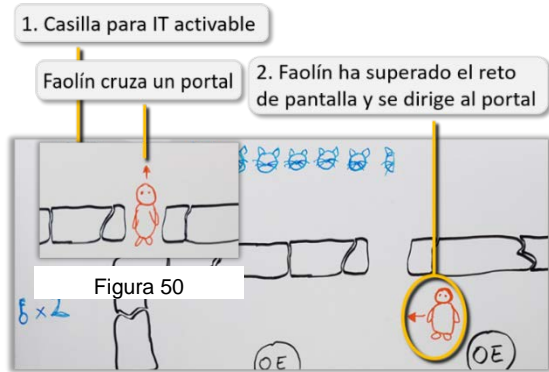 1. Casilla para IT activable
Faolín cruza un portal
2. Faolín ha superado el reto
de pantalla y se dirige al portal
Figura 50
x 2
OE
OE